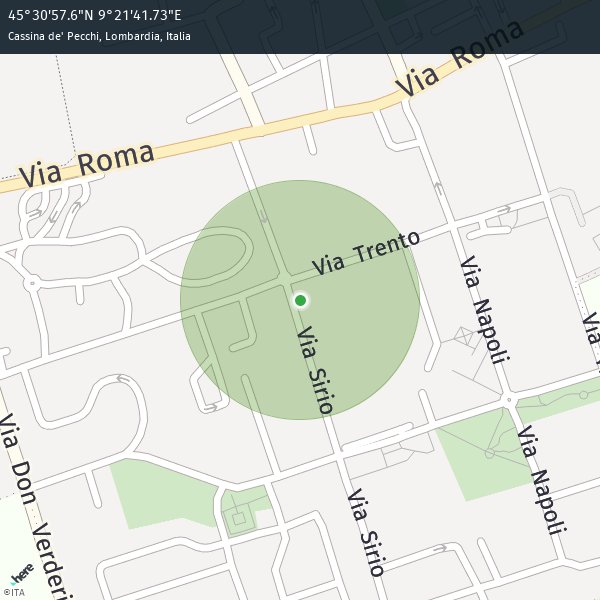 45°30'57.6"N 9°21'41.73"E
Cassina de' Pecchi, Lombardia, Italia
Via Roma
Via Roma
Via Trento
Via Napoli
Via Sirio
Via
Via Don Verderi
Via Napoli
Via Sirio
here
©ITA